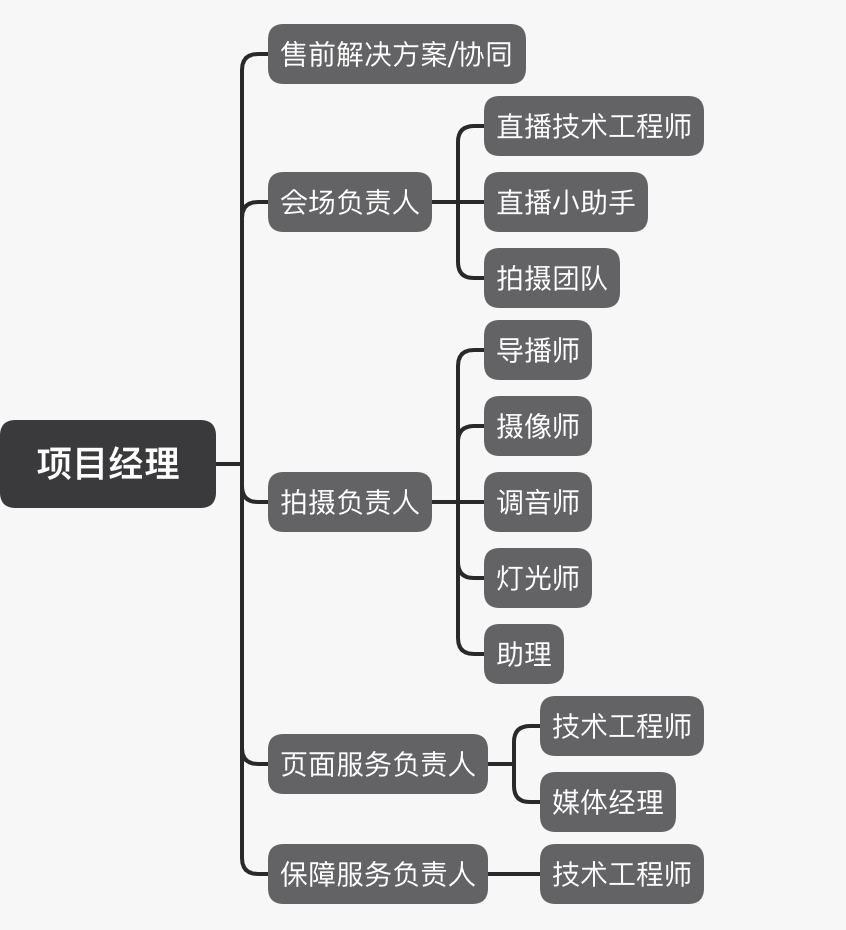 项目经理
售前解决方案/协同
会场负责人
直播技术工程师
直播小助手
拍摄团队
拍摄负责人
导播师
摄像师
调音师
灯光师
助理
页面服务负责人
技术工程师
媒体经理
保障服务负责人
技术工程师